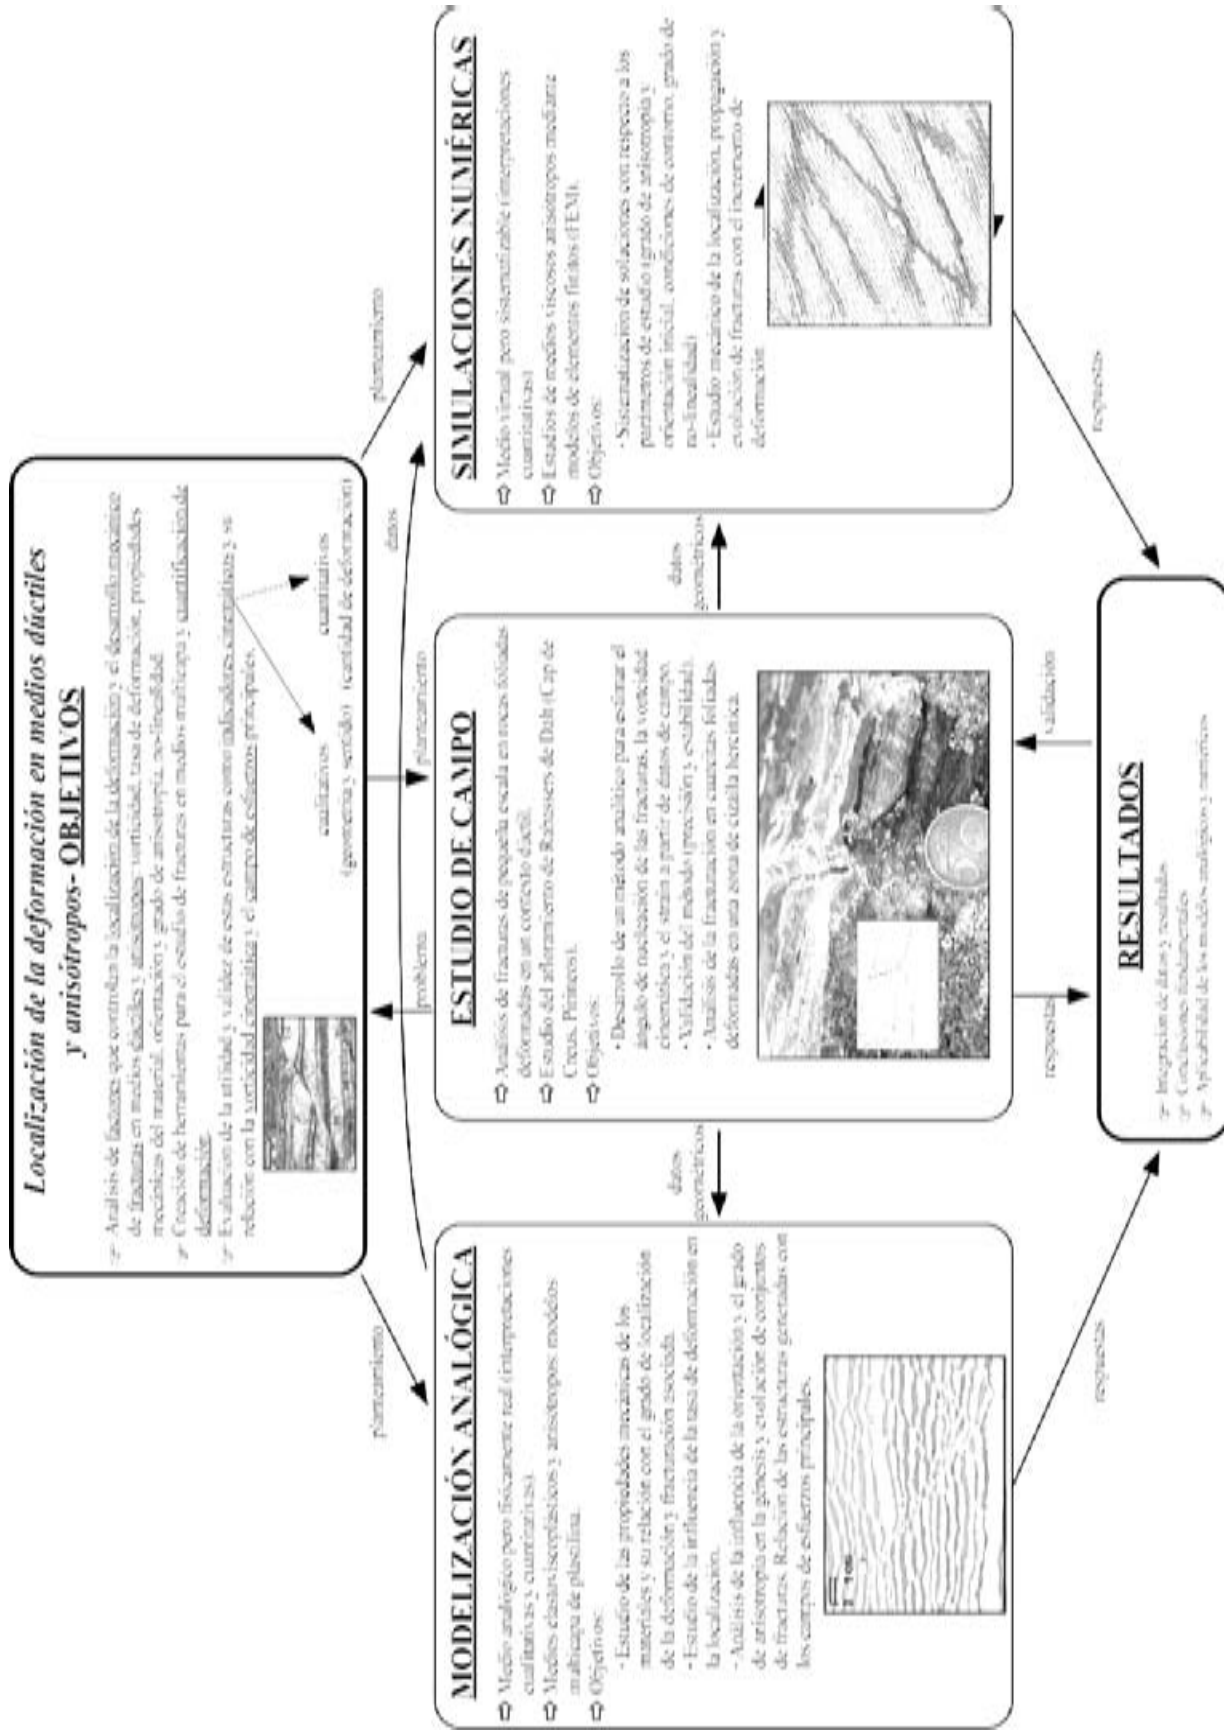 Localización de la deformación en medios dúctiles
y anisótropos- OBJETIVOS
Análisis de factores que controlan la localización de la deformación y el desarrollo mecánico
de fracturas en medios dúctiles y anisótropos: vorticidad, tasa de deformación, propiedades
mecánicas del material, orientación y grado de anisotropía, no-linealidad.
Creación de herramientas para el estudio de fracturas en medios multicapa y cuantificación de
deformación.
Evaluación de la utilidad y validez de estas estructuras como indicadores cinemáticos y su
relación con la vorticidad cinemática y el campo de esfuerzos principales.
cualitativos cuantitativos
(geometría y sentido) (cantidad de deformación)
planteamiento
problema
planteamiento
datos
planteamiento
MODELIZACIÓN ANALÓGICA
Medio analógico pero físicamente real (interpretaciones
cualitativas y cuantitativas).
Medios elastoviscoplásticos y anisótropos: modelos
multicapa de plastilina.
Objetivos:
· Estudio de las propiedades mecánicas de los
materiales y su relación con el grado de localización
de la deformación y fracturación asociada.
· Estudio de la influencia de la tasa de deformación en
la localización.
· Análisis de la influencia de la orientación y el grado
de anisotropía en la génesis y evolución de conjuntos
de fracturas. Relación de las estructuras generadas con
los campos de esfuerzos principales.
datos
geométricos
ESTUDIO DE CAMPO
Análisis de fracturas de pequeña escala en rocas foliadas
deformadas en un contexto dúctil.
Estudio del afloramiento de Rabassers de Dalt (Cap de
Creus, Pirineos).
Objetivos:
· Desarrollo de un método analítico para estimar el
ángulo de nucleación de las fracturas, la vorticidad
cinemática y el strain a partir de datos de campo.
· Validación del método (precisión y estabilidad).
· Análisis de la fracturación en cuarcitas foliadas
deformadas en una zona de cizalla hercínica.
datos
geométricos
SIMULACIONES NUMÉRICAS
Medio virtual pero sistematizable (interpretaciones
cuantitativas)
Estudios de medios viscosos anisótropos mediante
modelos de elementos finitos (FEM).
Objetivos:
· Sistematización de soluciones con respecto a los
parámetros de estudio (grado de anisotropía y
orientación inicial, condiciones de contorno, grado de
no-linealidad)
· Estudio mecánico de la localización, propagación y
evolución de fracturas con el incremento de
deformación
respuestas
respuestas
validación
respuestas
RESULTADOS
Integración de datos y resultados
Conclusiones fundamentales
Aplicabilidad de los modelos analógicos y numéricos